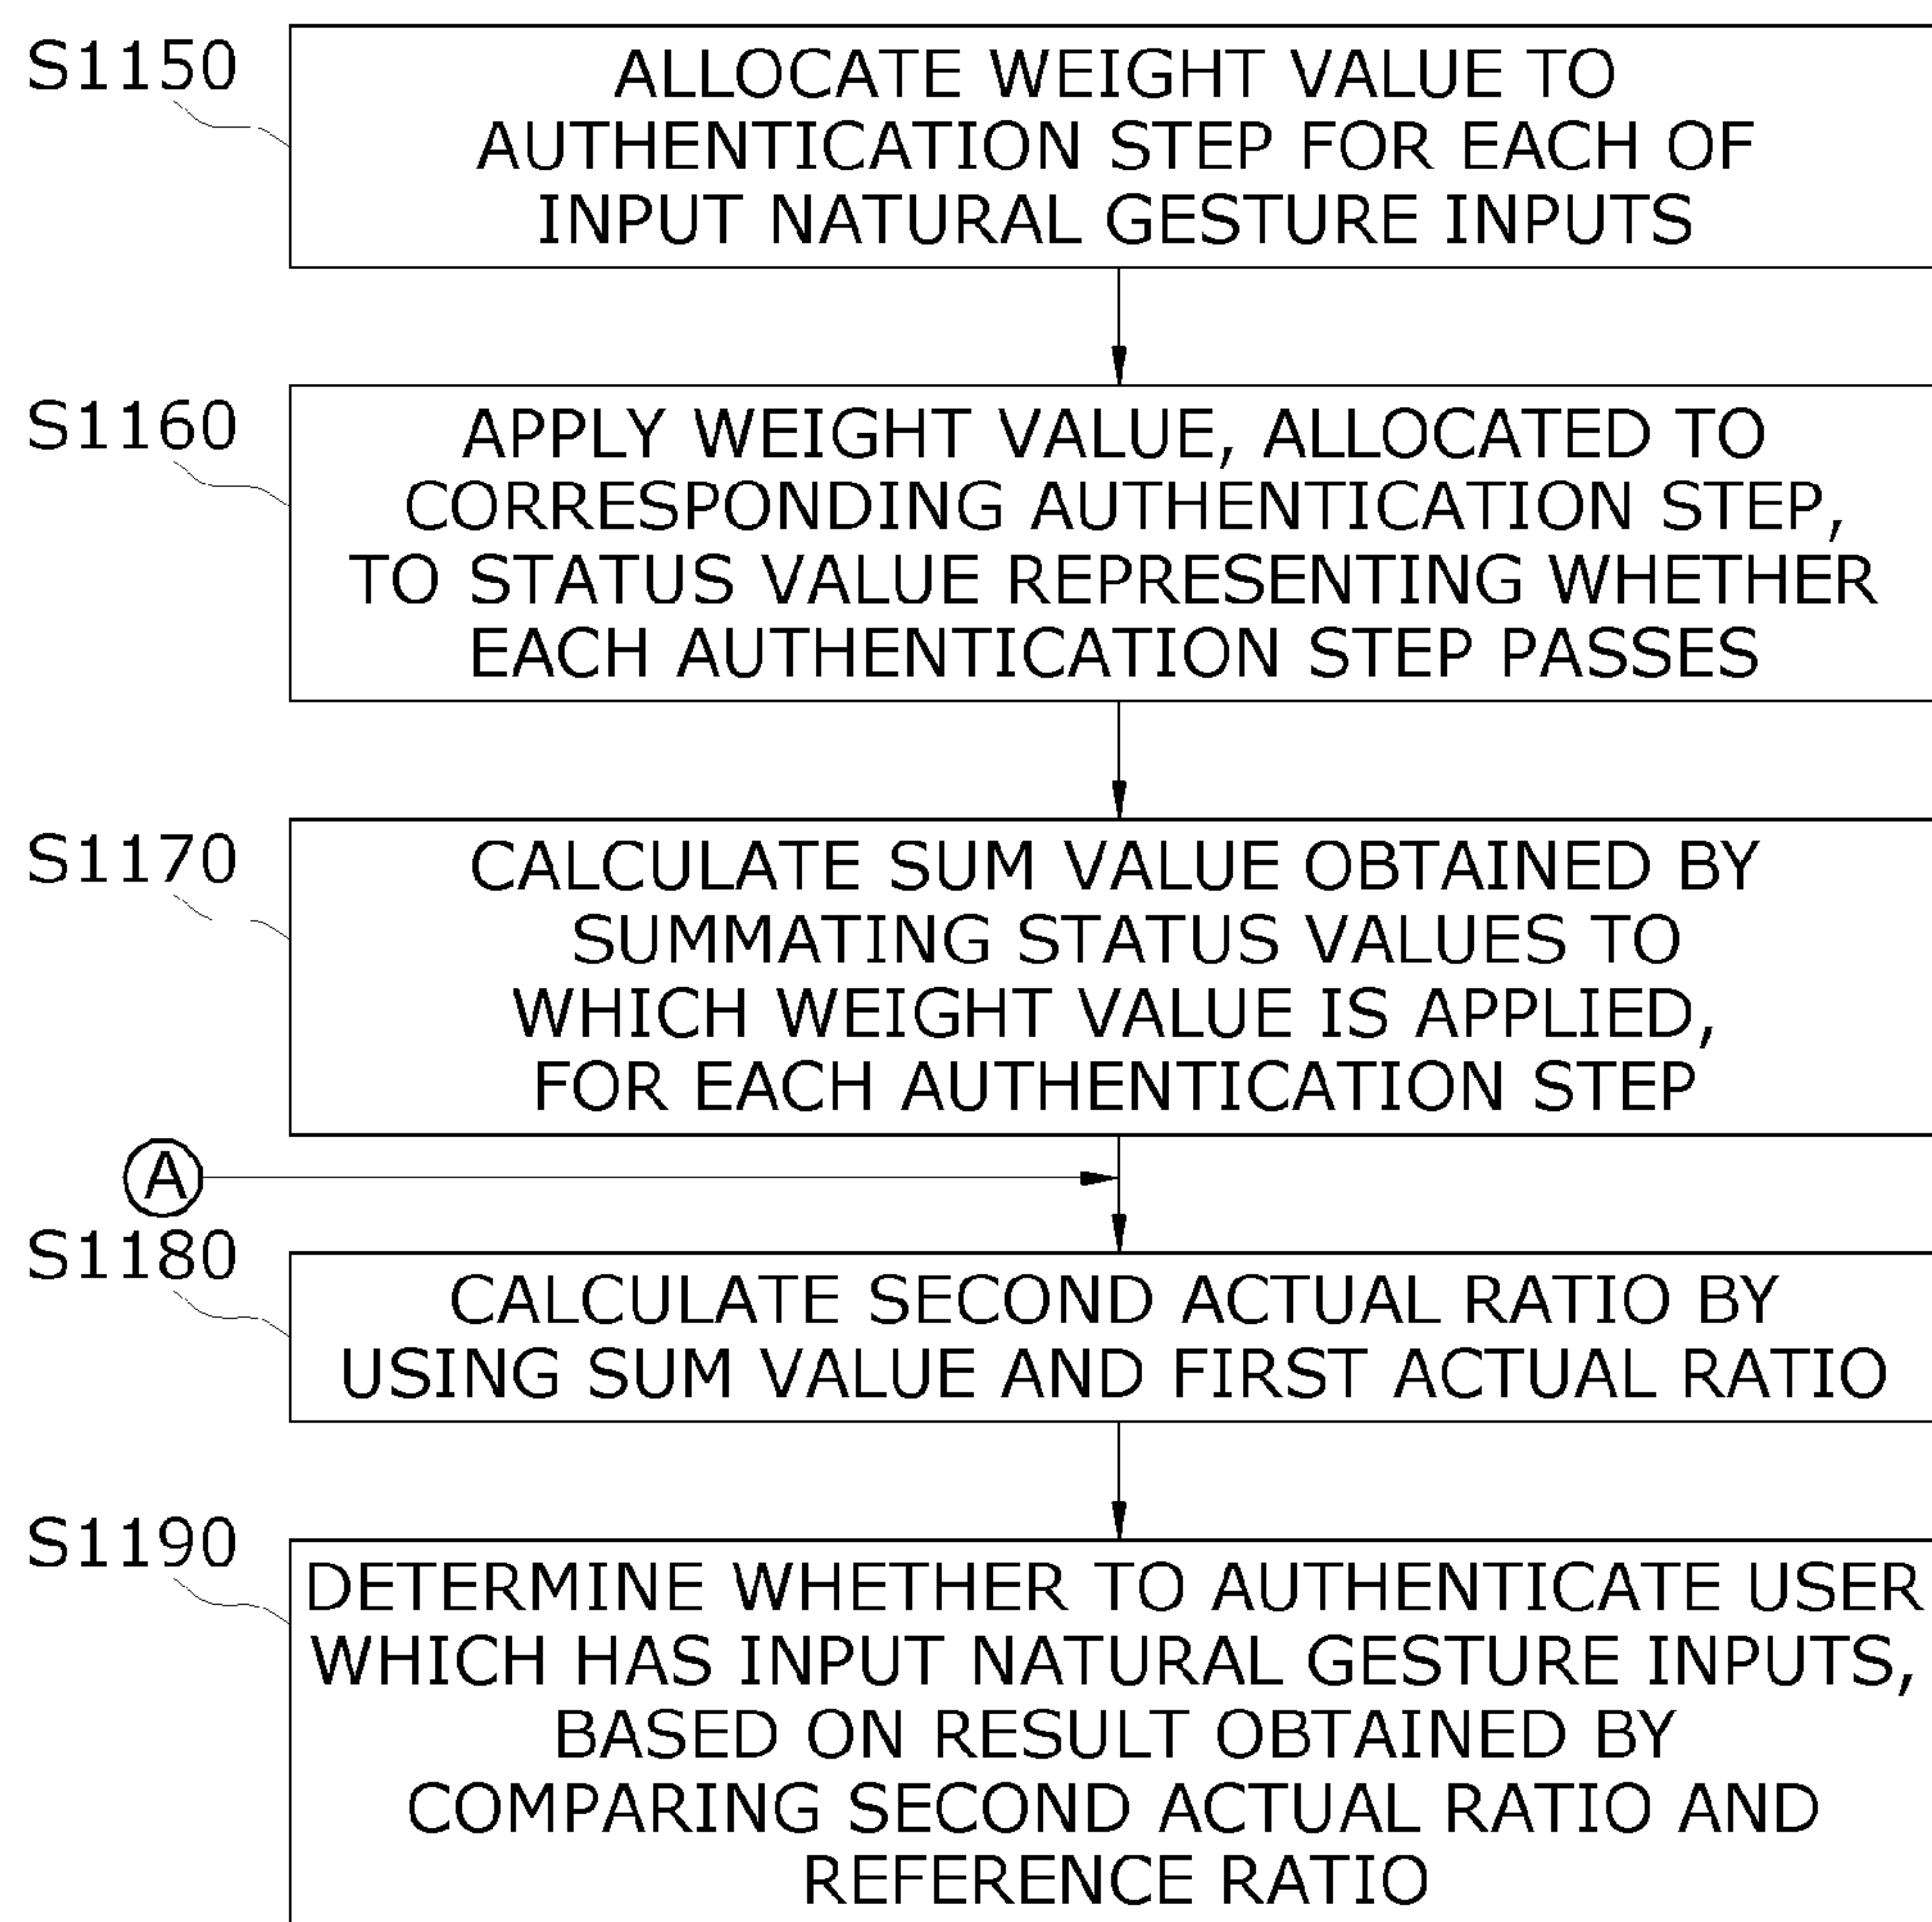 S1150
ALLOCATE WEIGHT VALUE TO
AUTHENTICATION STEP FOR EACH OF
INPUT NATURAL GESTURE INPUTS
S1160
APPLY WEIGHT VALUE, ALLOCATED TO
CORRESPONDING AUTHENTICATION STEP,
TO STATUS VALUE REPRESENTING WHETHER
EACH AUTHENTICATION STEP PASSES
S1170
CALCULATE SUM VALUE OBTAINED BY
SUMMATING STATUS VALUES TO
WHICH WEIGHT VALUE IS APPLIED,
FOR EACH AUTHENTICATION STEP
A
S1180
CALCULATE SECOND ACTUAL RATIO BY
USING SUM VALUE AND FIRST ACTUAL RATIO
S1190
DETERMINE WHETHER TO AUTHENTICATE USER
WHICH HAS INPUT NATURAL GESTURE INPUTS,
BASED ON RESULT OBTAINED BY
COMPARING SECOND ACTUAL RATIO AND
REFERENCE RATIO